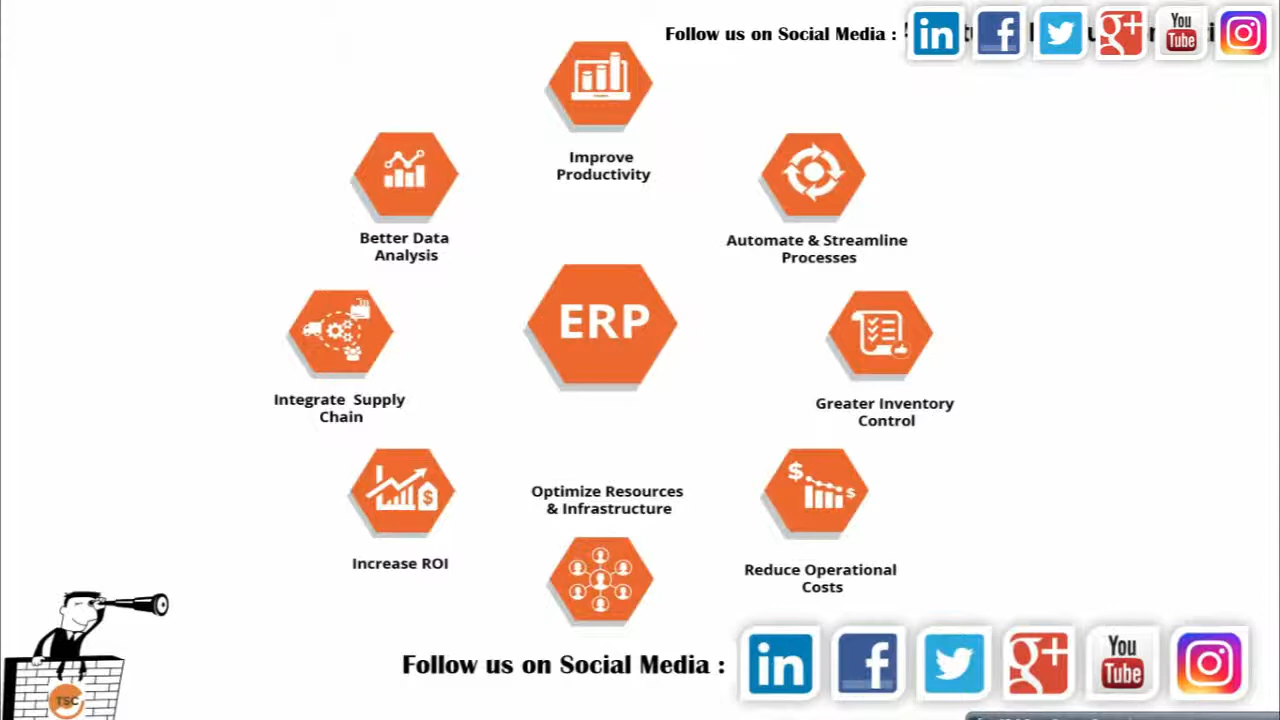 Follow us on Social Media :
in
f
g+
You
Tube
Improve
Productivity
Better Data
Analysis
Automate & Streamline
Processes
ERP
Integrate  Supply
Chain
Greater Inventory
Control
Optimize Resources
& Infrastructure
$
$
$
Increase ROI
Reduce Operational
Costs
TSC
Follow us on Social Media :
in
f
g+
You
Tube